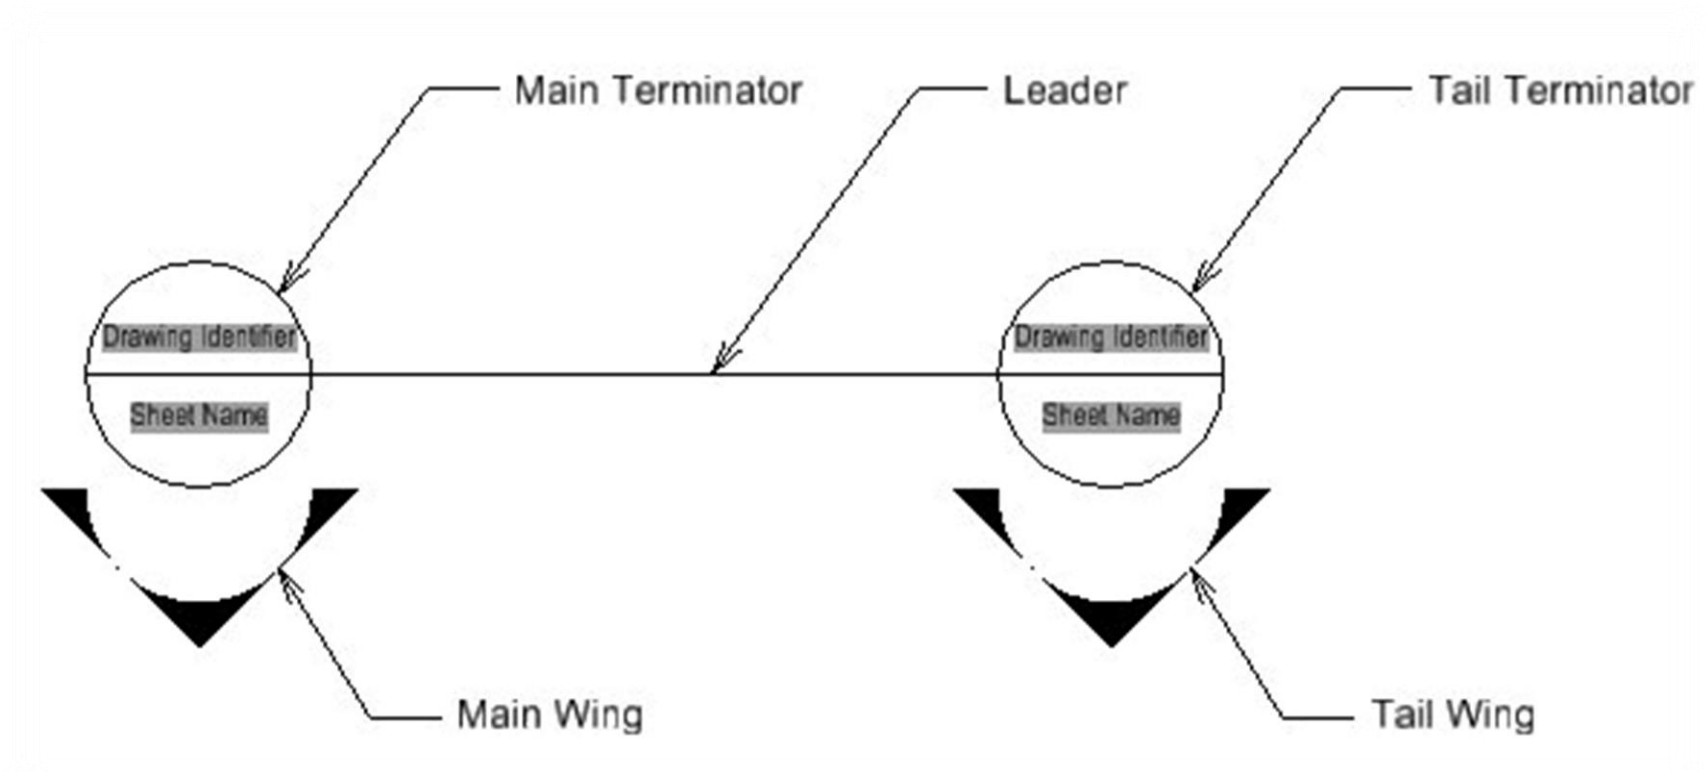 Main Terminator
Leader
Tail Terminator
Drawing Identifier
Drawing Identifier
Sheet Name
Sheet Name
Main Wing
Tail Wing